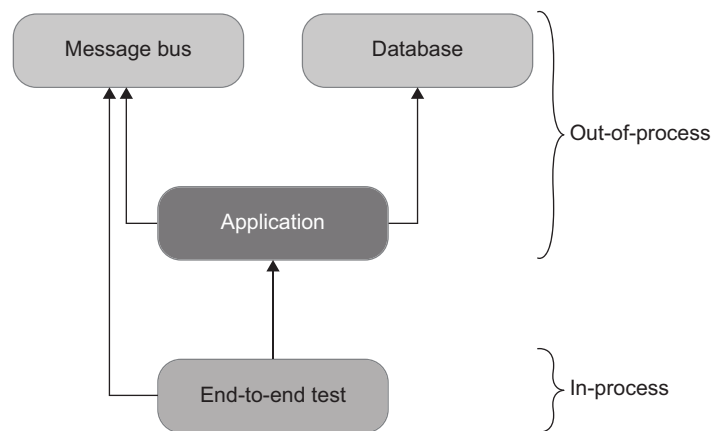 Message bus
Database
Out-of-process
Application
End-to-end test
In-process